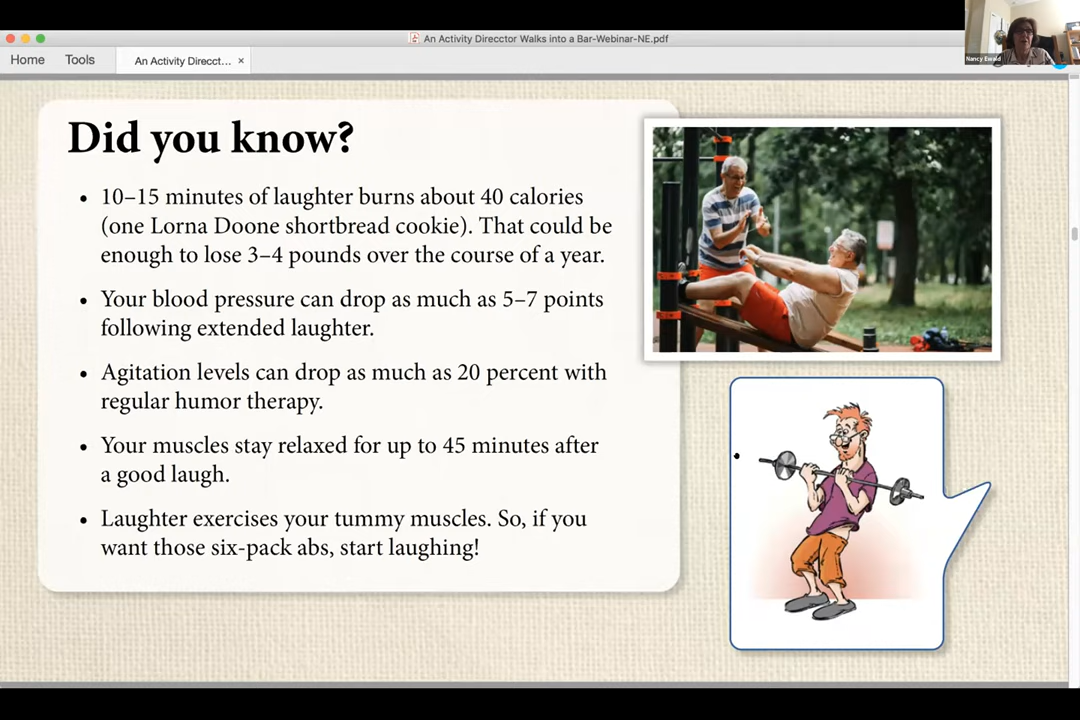 An Activity Direcctor Walks into a Bar-Webinar-NE.pdf
Home
Tools
An Activity Direcct...
×
Nancy Ewald
Did you know?
• 10–15 minutes of laughter burns about 40 calories
(one Lorna Doone shortbread cookie). That could be
enough to lose 3–4 pounds over the course of a year.
• Your blood pressure can drop as much as 5–7 points
following extended laughter.
• Agitation levels can drop as much as 20 percent with
regular humor therapy.
• Your muscles stay relaxed for up to 45 minutes after
a good laugh.
• Laughter exercises your tummy muscles. So, if you
want those six-pack abs, start laughing!